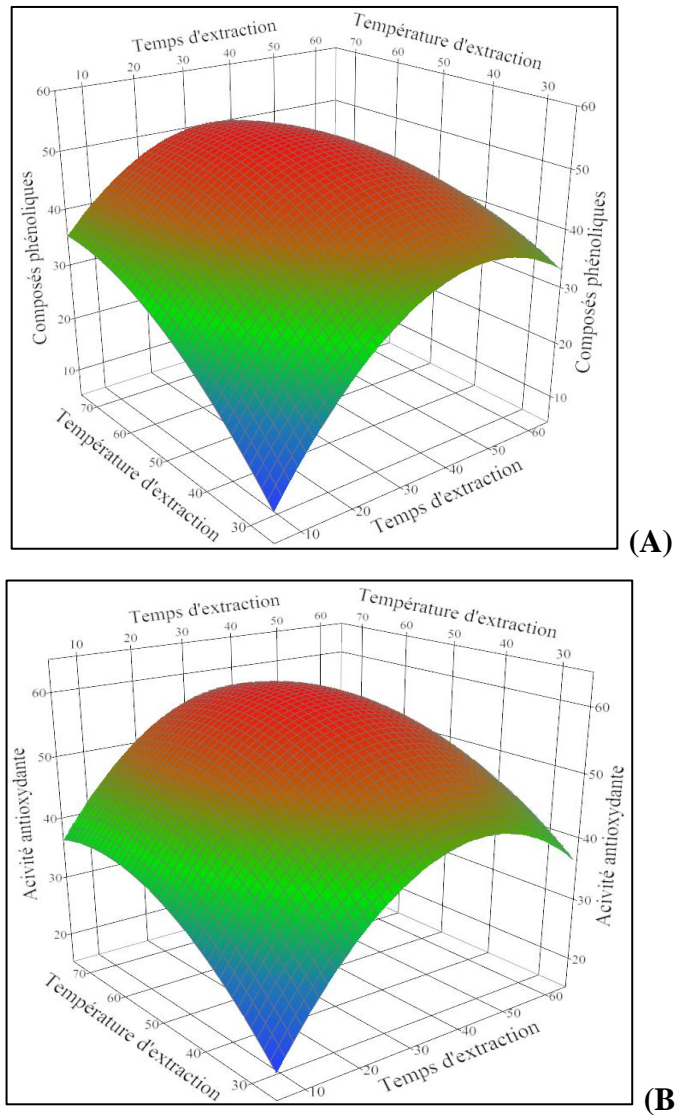 Temps d'extraction
Température d'extraction
10 20 30 40 50 60
70 60 50 40 30
60
50
40
30
20
10
Composés phénoliques
60
50
40
30
20
10
Composés phénoliques
70
60
50
40
30
Température d'extraction
10
20
30
40
50
60
Temps d'extraction
(A)
Temps d'extraction
Température d'extraction
10 20 30 40 50 60
70 60 50 40 30
60
50
40
30
20
Acivité antioxydante
60
50
40
30
20
Acivité antioxydante
70
60
50
40
30
Température d'extraction
10
20
30
40
50
60
Temps d'extraction
(B